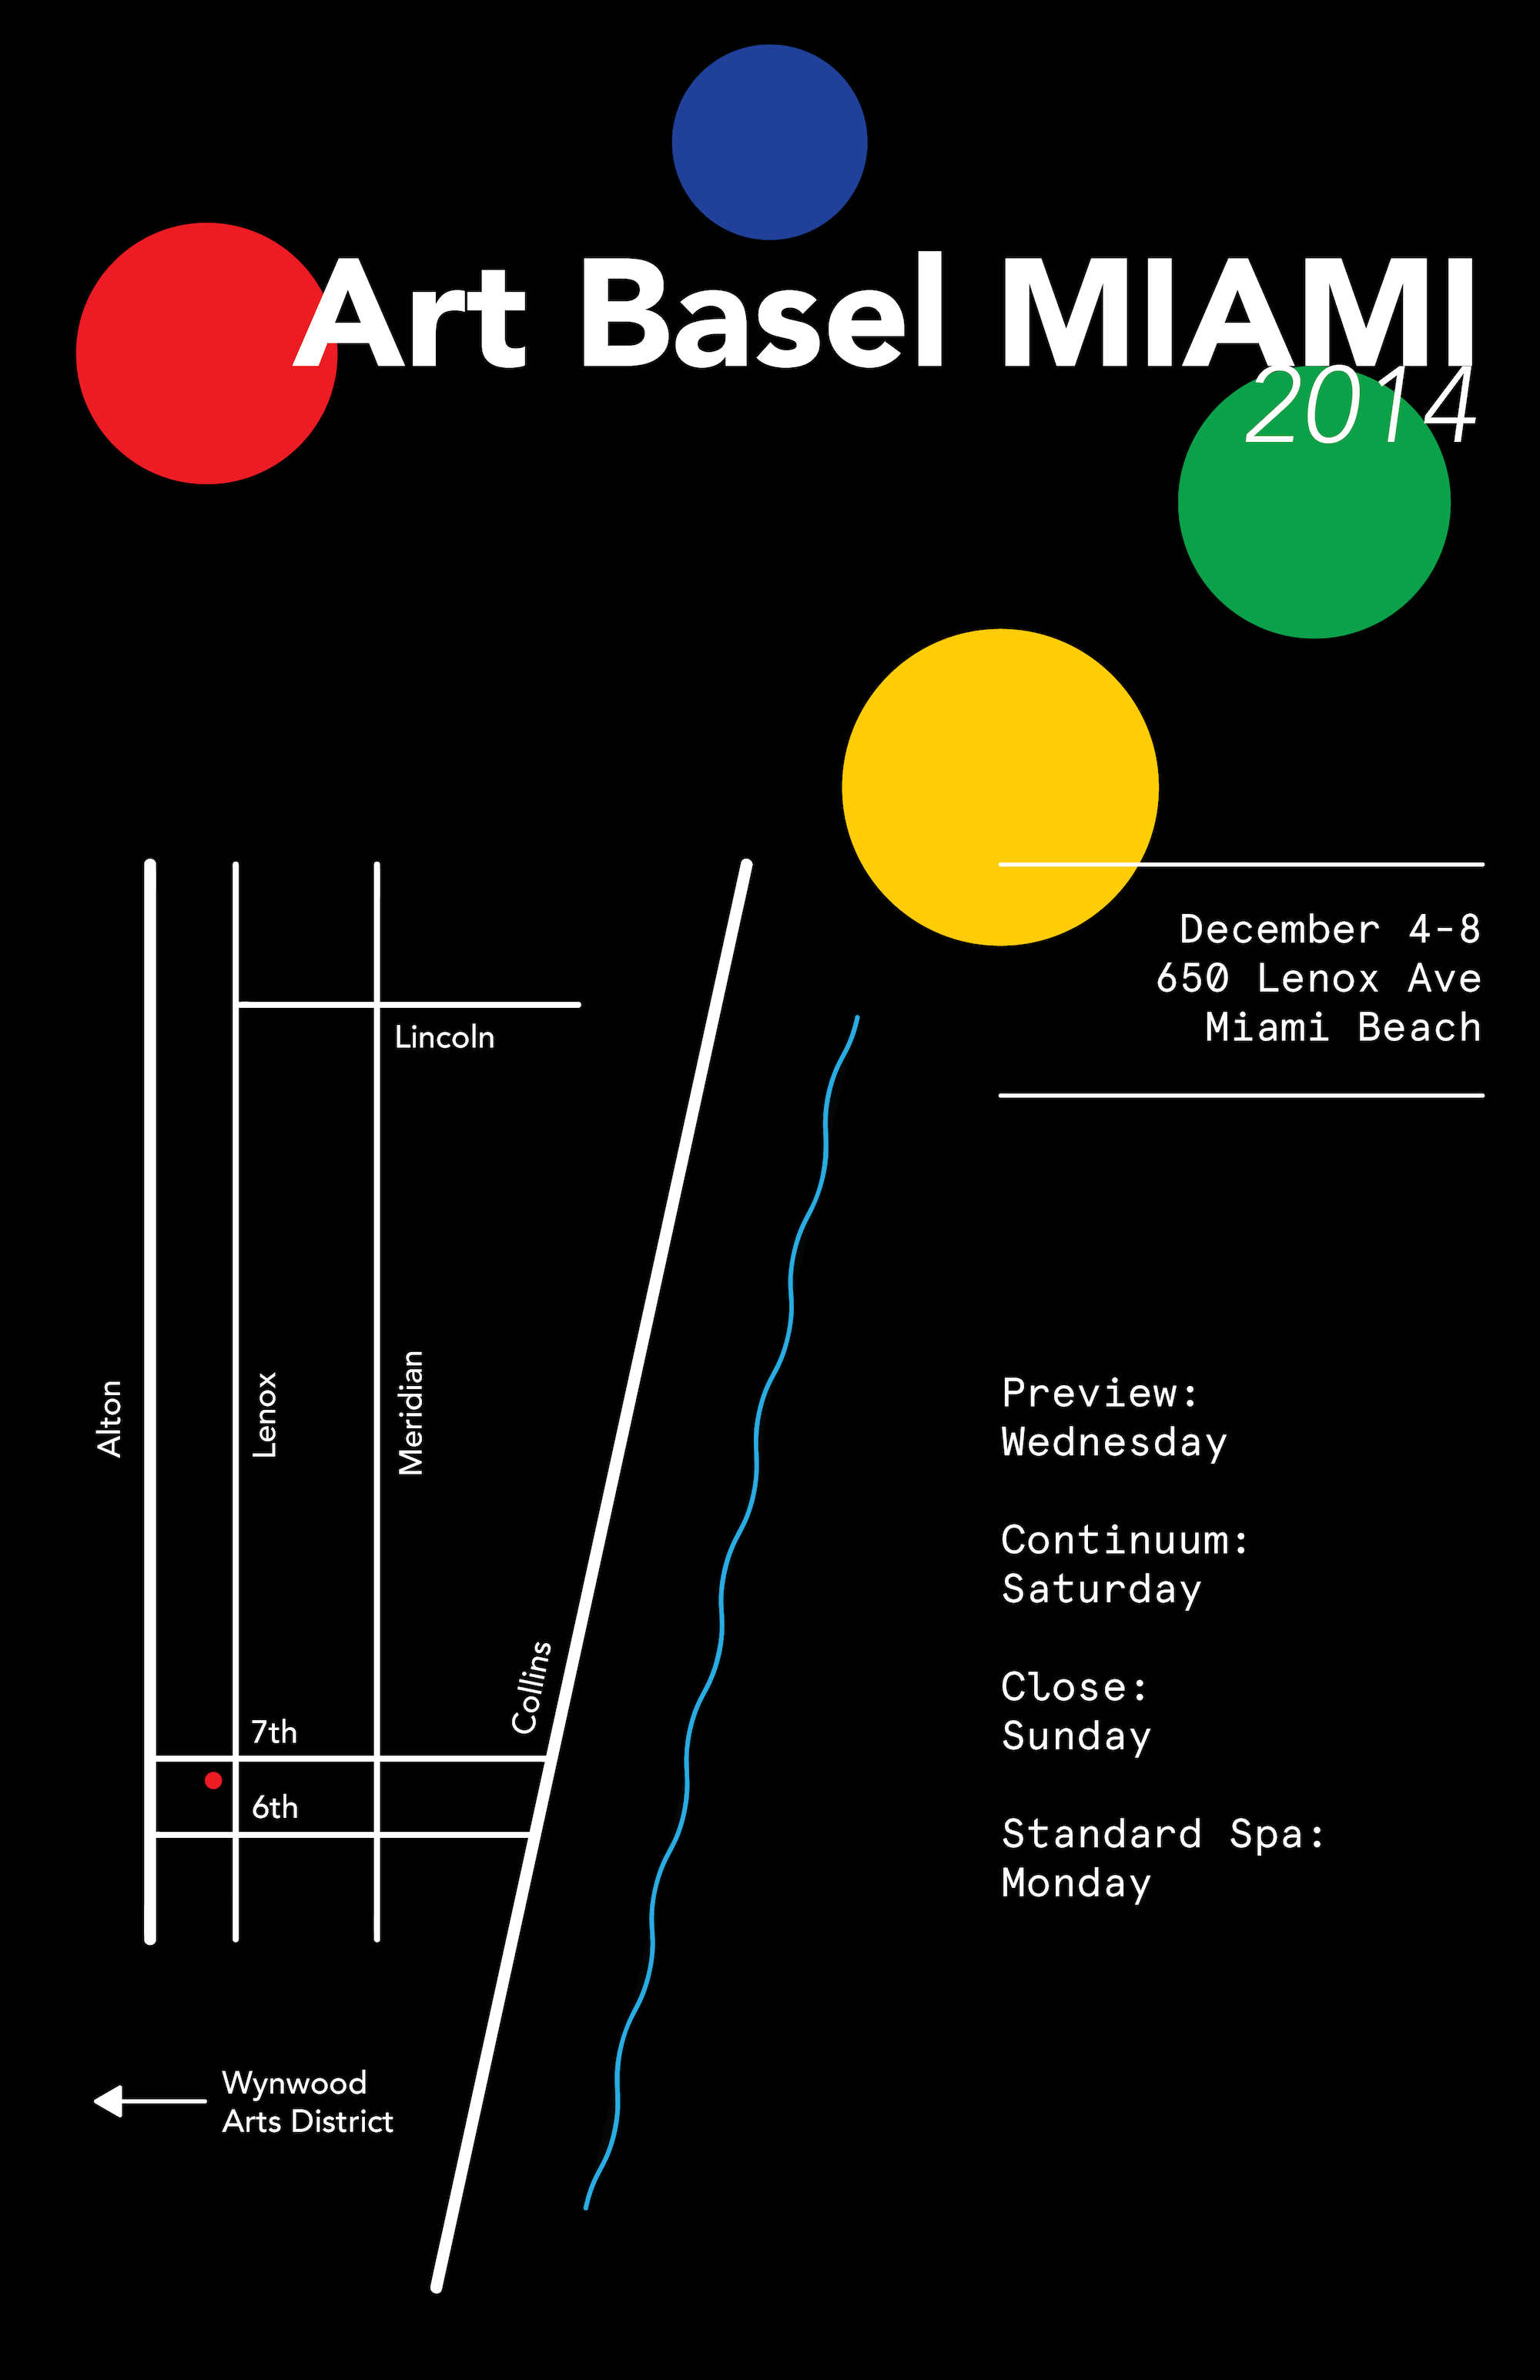 Art Basel MIAMI
2014
December 4-8
650 Lenox Ave
Miami Beach
Lincoln
Alton
Lenox
Meridian
Collins
7th
6th
Wynwood
Arts District
Preview:
Wednesday
Continuum:
Saturday
Close:
Sunday
Standard Spa:
Monday